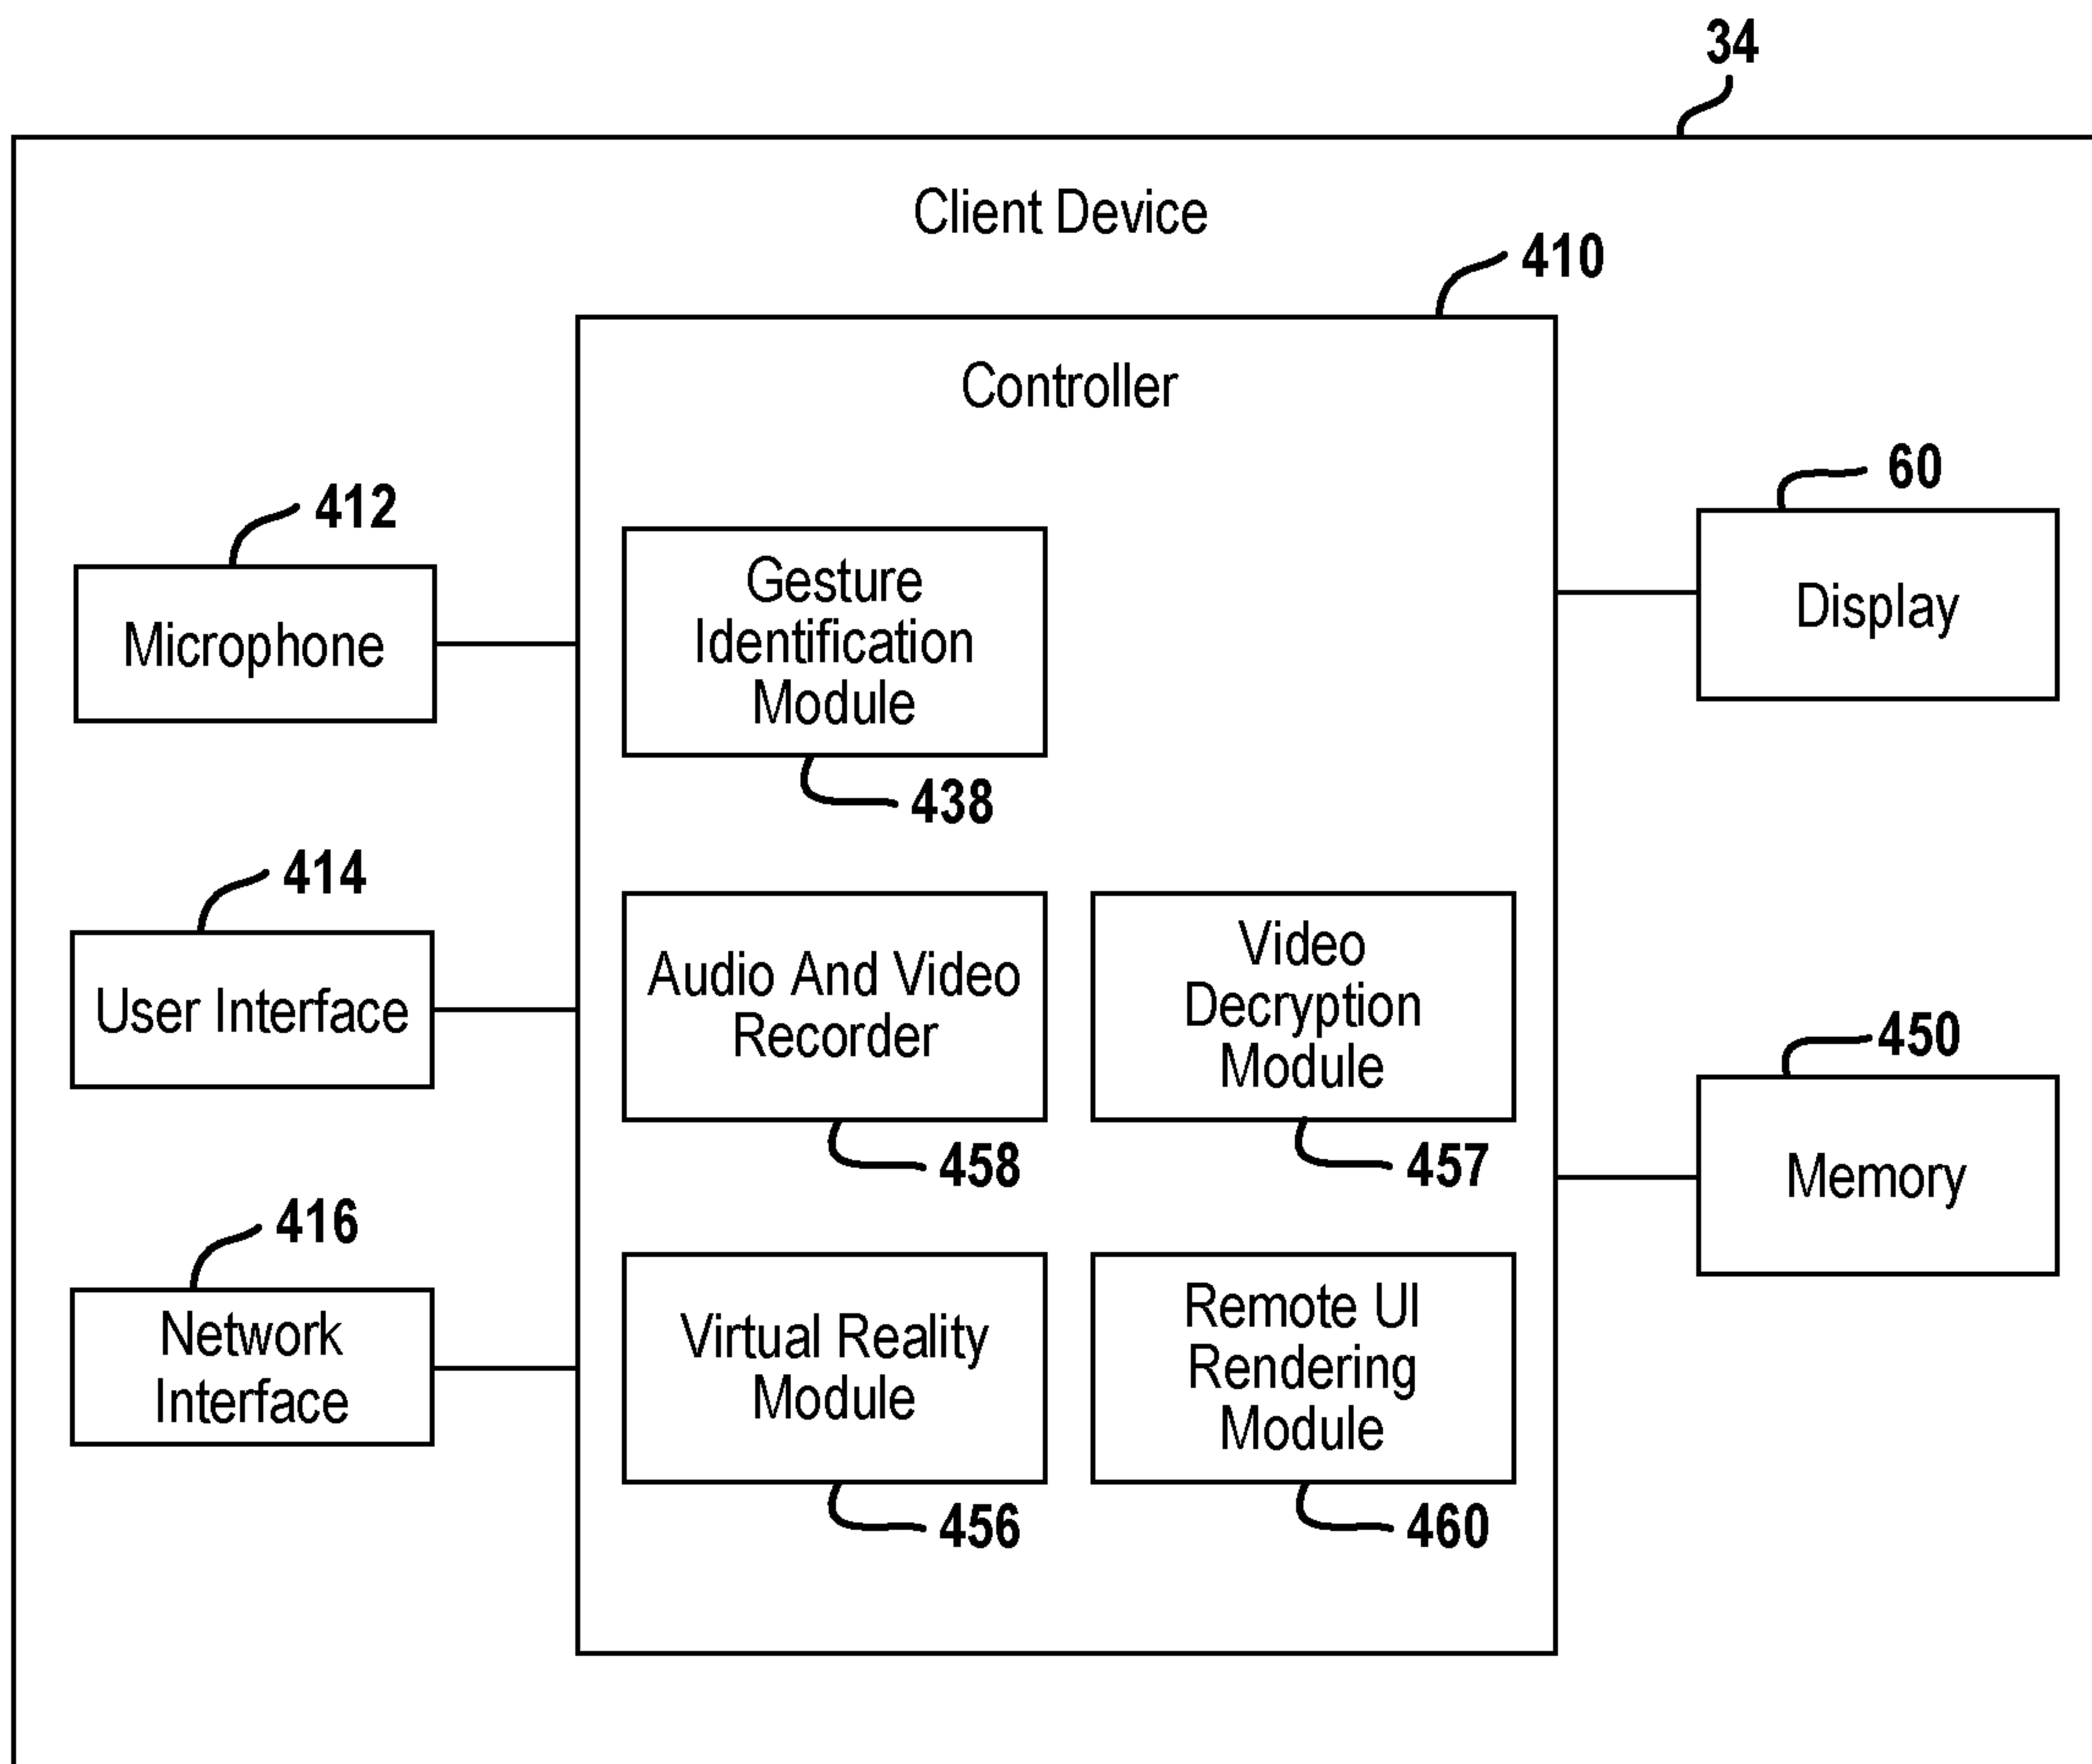 34
Client Device
410
Controller
412
Microphone
60
Display
Gesture
Identification
Module
438
414
User Interface
Audio And Video
Recorder
458
Video
Decryption
Module
457
450
Memory
416
Network
Interface
Virtual Reality
Module
456
Remote UI
Rendering
Module
460